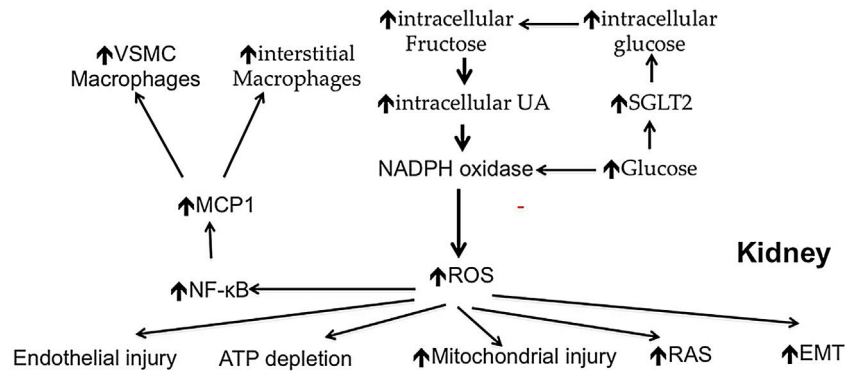 ⬆intracellular Fructose
⬆intracellular glucose
⬆VSMC Macrophages
⬆interstitial Macrophages
⬆intracellular UA
⬆SGLT2
NADPH oxidase
⬆Glucose
⬆MCP1
-
Kidney
⬆ROS
⬆NF-κB
Endothelial injury
ATP depletion
⬆Mitochondrial injury
⬆RAS
⬆EMT